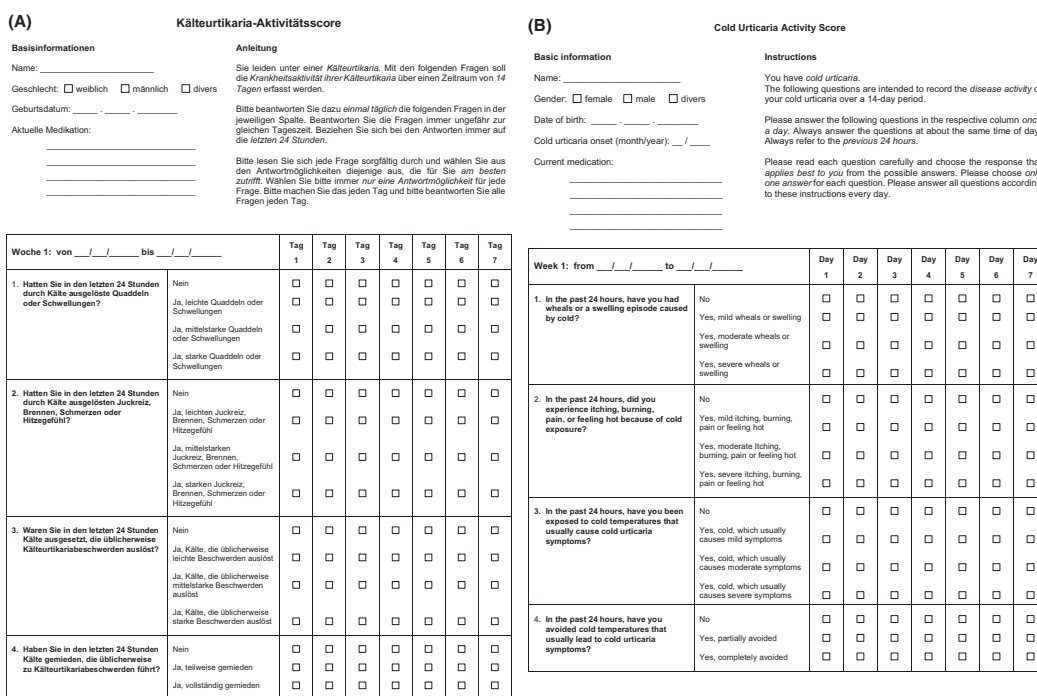 (A)
Kälteurtikaria-Aktivitätsscore
Basisinformationen
Name: ____________________
Geschlecht: ☐ weiblich ☐ männlich ☐ divers
Geburtsdatum: _____ . _____ . ________
Aktuelle Medikation:
Anleitung
Sie leiden unter einer Kälteurtikaria. Mit den folgenden Fragen soll
die Krankheitsaktivität ihrer Kälteurtikaria über einen Zeitraum von 14
Tagen erfasst werden.
Bitte beantworten Sie dazu einmal täglich die folgenden Fragen in der
jeweiligen Spalte. Beantworten Sie die Fragen immer ungefähr zur
gleichen Tageszeit. Beziehen Sie sich bei den Antworten immer auf
die letzten 24 Stunden.
Bitte lesen Sie sich jede Frage sorgfältig durch und wählen Sie aus
den Antwortmöglichkeiten diejenige aus, die für Sie am besten
zutrifft. Wählen Sie bitte immer nur eine Antwortmöglichkeit für jede
Frage. Bitte machen Sie das jeden Tag und bitte beantworten Sie alle
Fragen jeden Tag.
Woche 1: von ___/___/______ bis ___/___/______
Tag 1 Tag 2 Tag 3 Tag 4 Tag 5 Tag 6 Tag 7
1. Hatten Sie in den letzten 24 Stunden
durch Kälte ausgelöste Quaddeln
oder Schwellungen?
Nein
Ja, leichte Quaddeln oder
Schwellungen
Ja, mittelstarke Quaddeln
oder Schwellungen
Ja, starke Quaddeln oder
Schwellungen
2. Hatten Sie in den letzten 24 Stunden
durch Kälte ausgelösten Juckreiz,
Brennen, Schmerzen oder
Hitzegefühl?
Nein
Ja, leichten Juckreiz,
Brennen, Schmerzen oder
Hitzegefühl
Ja, mittelstarken
Juckreiz, Brennen,
Schmerzen oder Hitzegefühl
Ja, starken Juckreiz,
Brennen, Schmerzen oder
Hitzegefühl
3. Waren Sie in den letzten 24 Stunden
Kälte ausgesetzt, die üblicherweise
Kälteurtikariabeschwerden auslöst?
Nein
Ja, Kälte, die üblicherweise
leichte Beschwerden auslöst
Ja, Kälte, die üblicherweise
mittelstarke Beschwerden
auslöst
Ja, Kälte, die üblicherweise
starke Beschwerden auslöst
4. Haben Sie in den letzten 24 Stunden
Kälte gemieden, die üblicherweise
zu Kälteurtikariabeschwerden führt?
Nein
Ja, teilweise gemieden
Ja, vollständig gemieden
(B)
Cold Urticaria Activity Score
Basic information
Name: ____________________
Gender: ☐ female ☐ male ☐ divers
Date of birth: _____ . _____ . ________
Cold urticaria onset (month/year): __ / ____
Current medication:
Instructions
You have cold urticaria.
The following questions are intended to record the disease activity o
your cold urticaria over a 14-day period.
Please answer the following questions in the respective column onc
a day. Always answer the questions at about the same time of day
Always refer to the previous 24 hours.
Please read each question carefully and choose the response tha
applies best to you from the possible answers. Please choose onl
one answer for each question. Please answer all questions accordin
to these instructions every day.
Week 1: from ___/___/______ to ___/___/______
Day 1 Day 2 Day 3 Day 4 Day 5 Day 6 Day 7
1. In the past 24 hours, have you had
wheals or a swelling episode caused
by cold?
No
Yes, mild wheals or swelling
Yes, moderate wheals or
swelling
Yes, severe wheals or
swelling
2. In the past 24 hours, did you
experience itching, burning,
pain, or feeling hot because of cold
exposure?
No
Yes, mild itching, burning,
pain or feeling hot
Yes, moderate Itching,
burning, pain or feeling hot
Yes, severe itching, burning,
pain or feeling hot
3. In the past 24 hours, have you been
exposed to cold temperatures that
usually cause cold urticaria
symptoms?
No
Yes, cold, which usually
causes mild symptoms
Yes, cold, which usually
causes moderate symptoms
Yes, cold, which usually
causes severe symptoms
4. In the past 24 hours, have you
avoided cold temperatures that
usually lead to cold urticaria
symptoms?
No
Yes, partially avoided
Yes, completely avoided